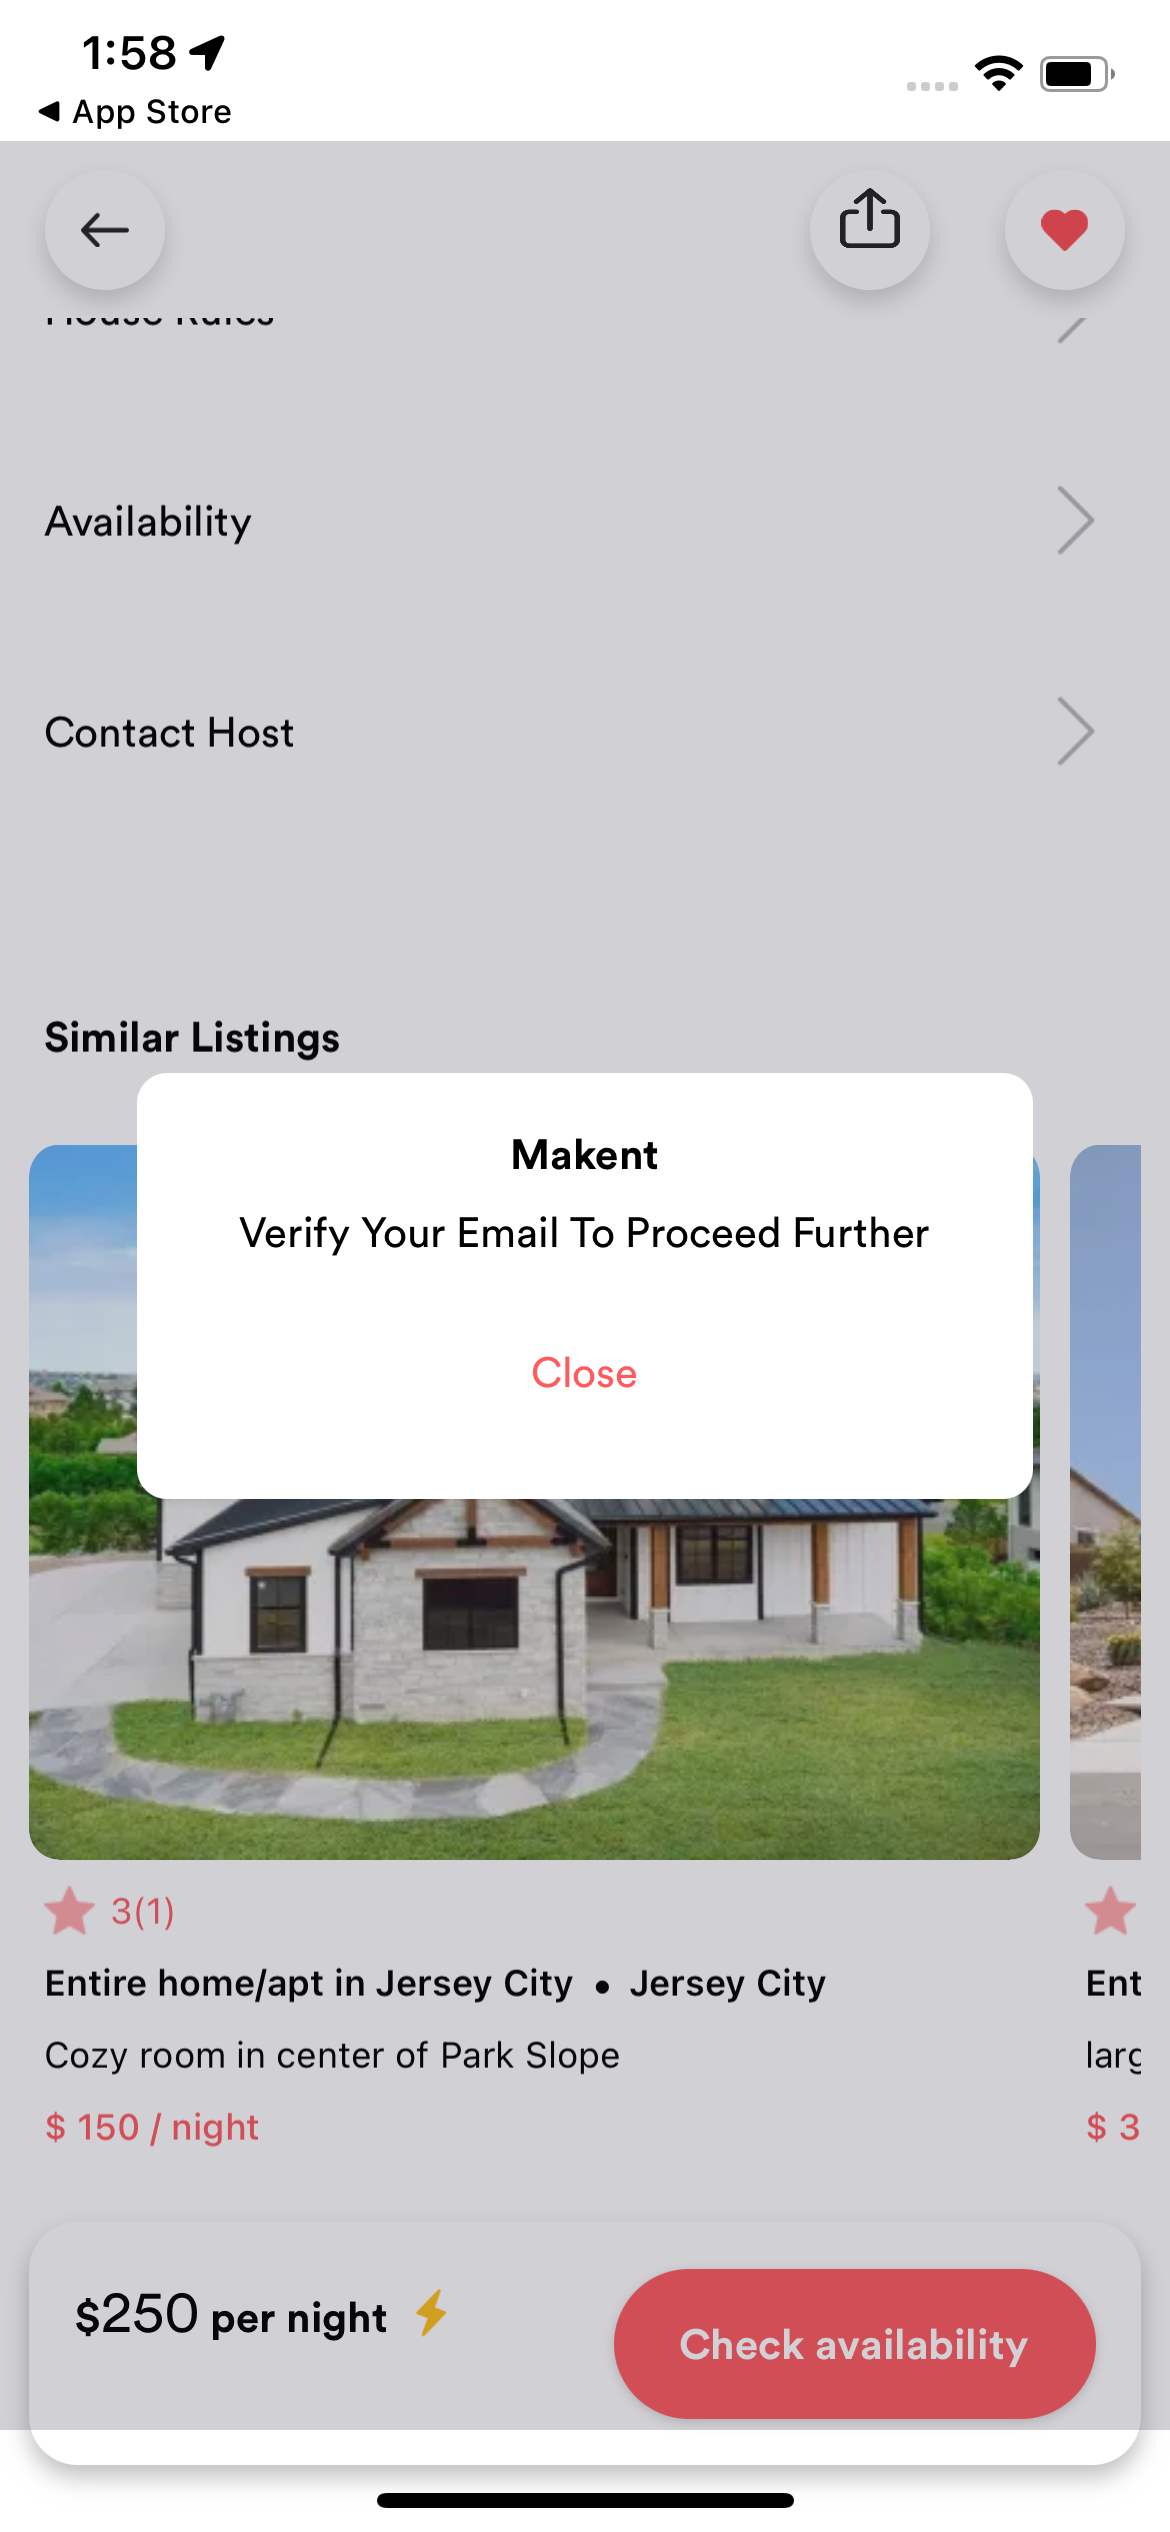 1:58
App Store
House Rules
Availability
Contact Host
Similar Listings
Makent
Verify Your Email To Proceed Further
Close
3(1)
Entire home/apt in Jersey City • Jersey City
Ent
Cozy room in center of Park Slope
larg
$ 150 / night
$ 3
$250 per night
Check availability